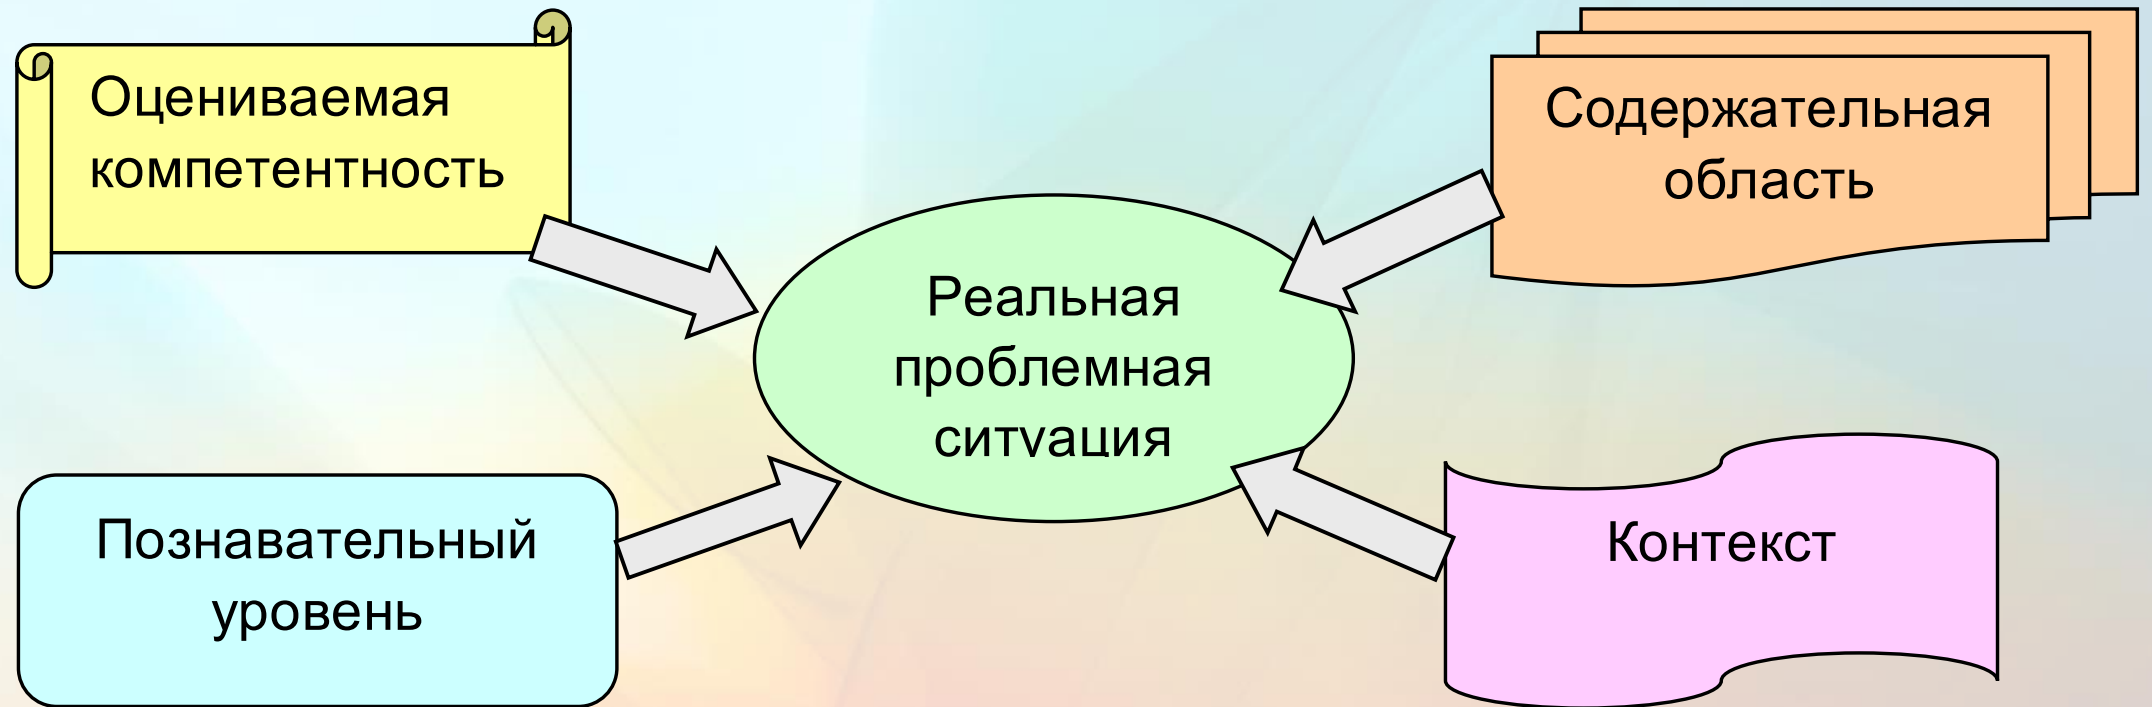 Оцениваемая
компетентность
Содержательная
область
Реальная
проблемная
ситуация
Познавательный
уровень
Контекст